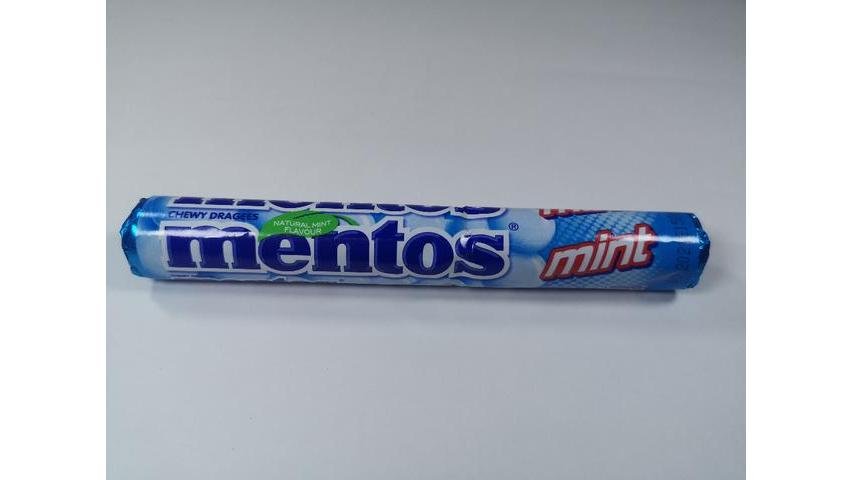 CHEWY DRAGEES
NATURAL MINT
FLAVOUR
mentos®
mint